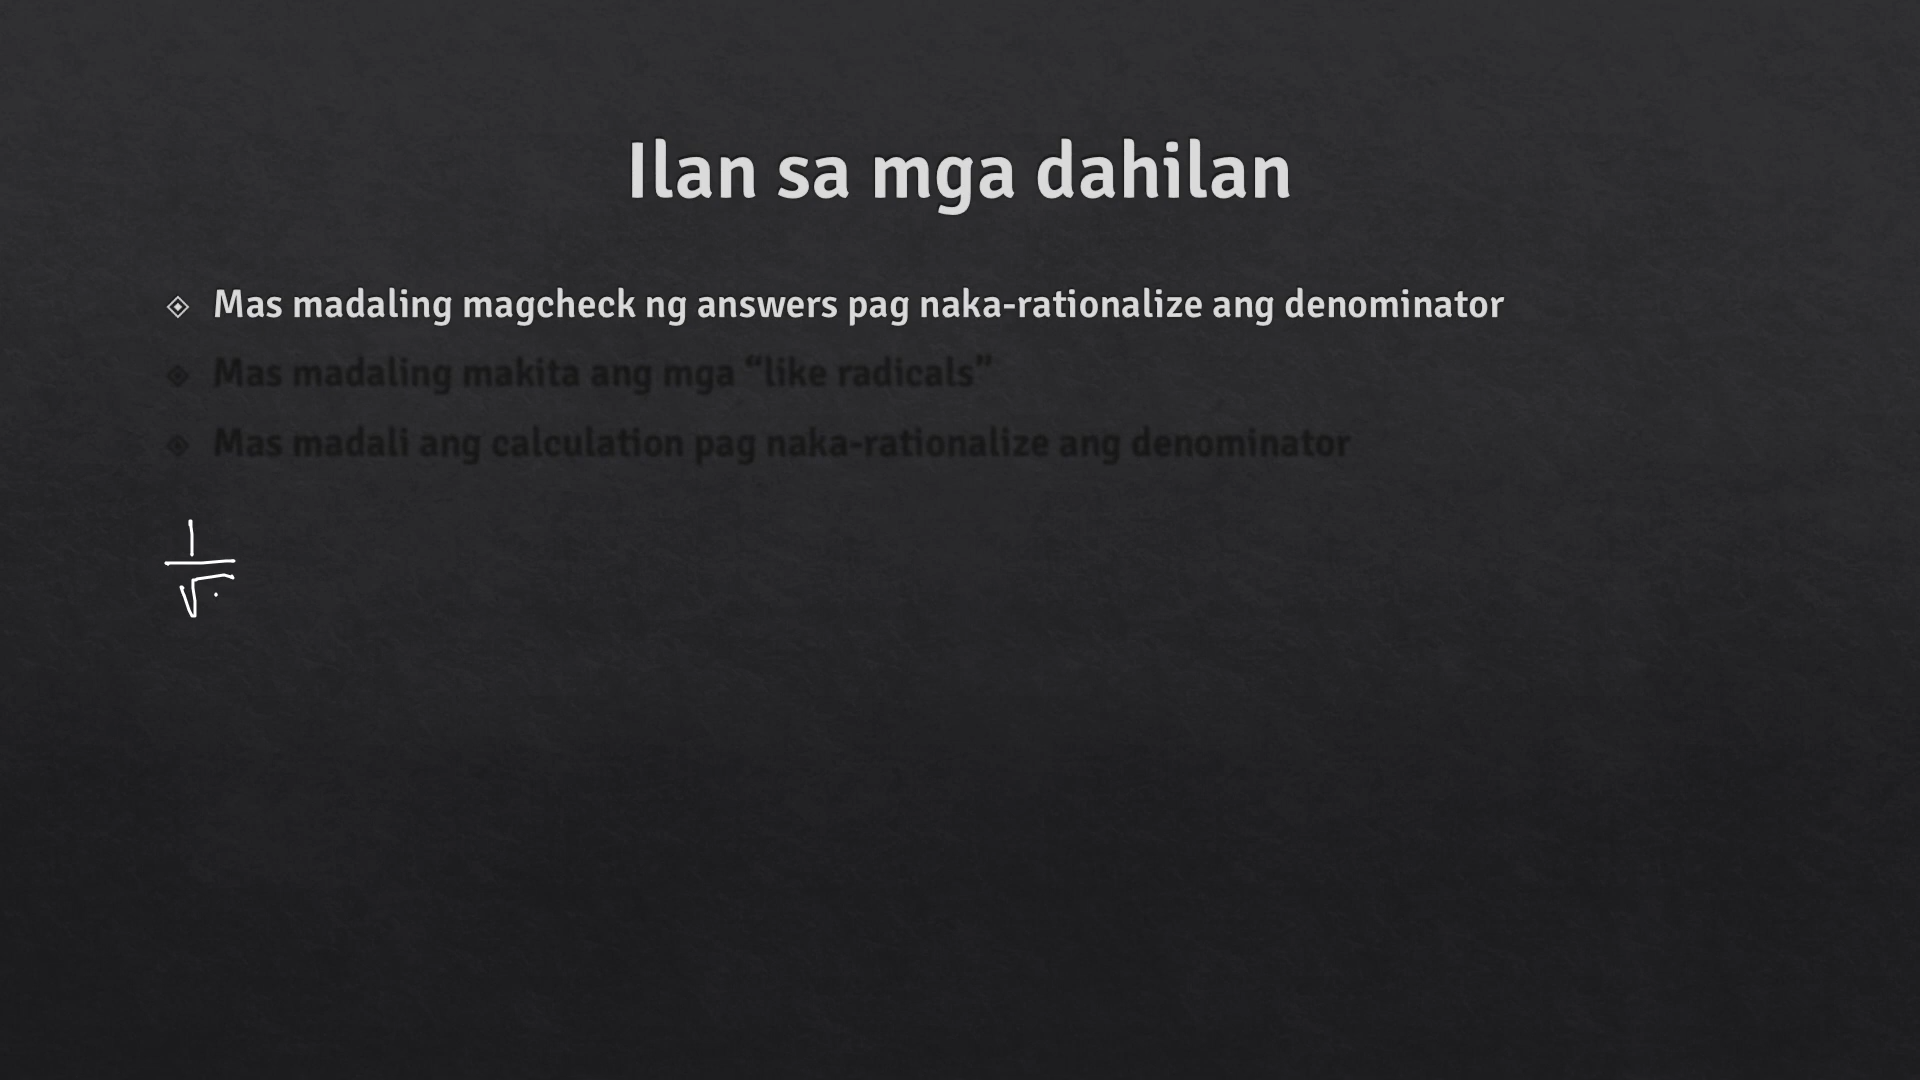 Ilan sa mga dahilan
Mas madaling magcheck ng answers pag naka-rationalize ang denominator
Mas madaling makita ang mga “like radicals”
Mas madali ang calculation pag naka-rationalize ang denominator
1
√